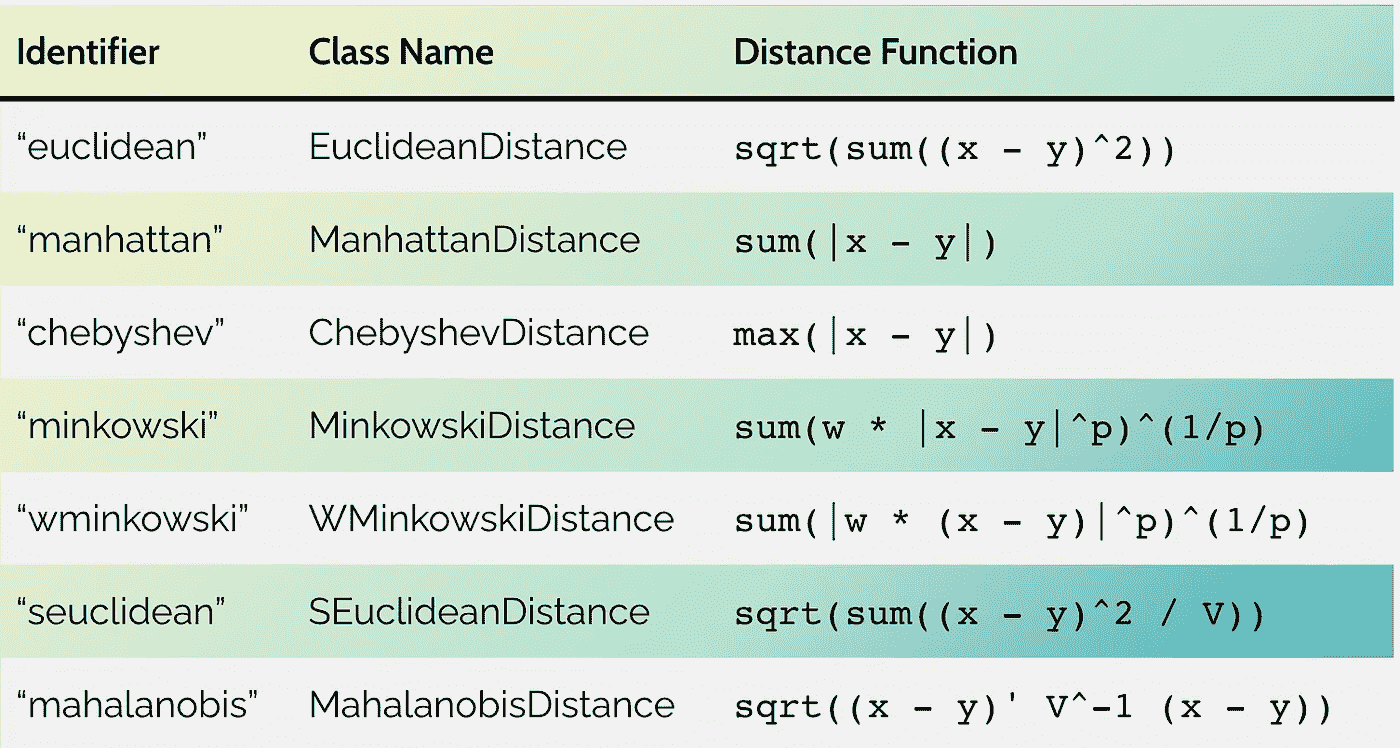 Identifier Class Name Distance Function
“euclidean” EuclideanDistance sqrt(sum((x - y)^2))
“manhattan” ManhattanDistance sum(|x - y|)
“chebyshev” ChebyshevDistance max(|x - y|)
“minkowski” MinkowskiDistance sum(w * |x - y|^p)^(1/p)
“wminkowski” WMinkowskiDistance sum(|w * (x - y)|^p)^(1/p)
“seuclidean” SEuclideanDistance sqrt(sum((x - y)^2 / V))
“mahalanobis” MahalanobisDistance sqrt((x - y)' V^-1 (x - y))